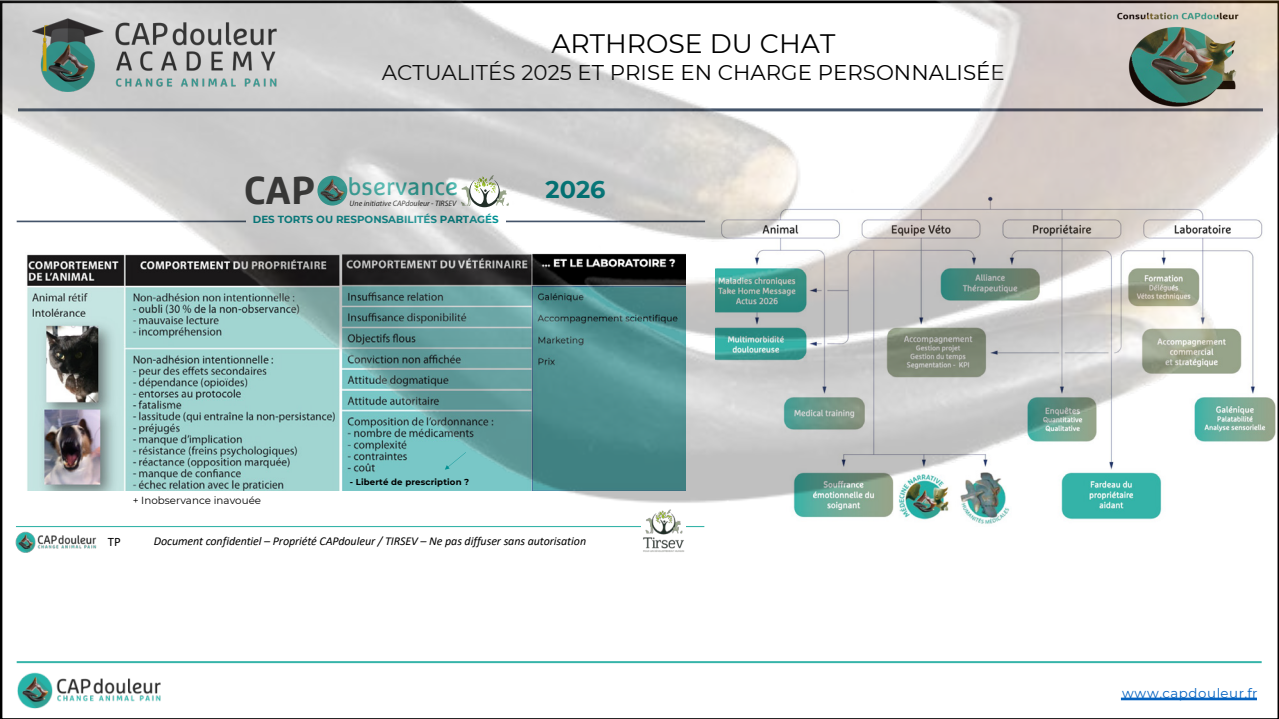 CAPdouleur
ACADEMY
CHANGE ANIMAL PAIN
ARTHROSE DU CHAT
ACTUALITÉS 2025 ET PRISE EN CHARGE PERSONNALISÉE
Consultation CAPdouleur
CAP Observance
Une initiative CAPdouleur - TIRSEV
2026
DES TORTS OU RESPONSABILITÉS PARTAGÉS
COMPORTEMENT
DE L'ANIMAL
Animal rétif
Intolérance
COMPORTEMENT DU PROPRIÉTAIRE
Non-adhésion non intentionnelle :
- oubli (30 % de la non-observance)
- mauvaise lecture
- incompréhension
Non-adhésion intentionnelle :
- peur des effets secondaires
- dépendance (opioïdes)
- entorses au protocole
- fatalisme
- lassitude (qui entraîne la non-persistance)
- préjugés
- manque d'implication
- résistance (freins psychologiques)
- réactance (opposition marquée)
- manque de confiance
- échec relation avec le praticien
+ Inobservance inavouée
COMPORTEMENT DU VÉTÉRINAIRE
Insuffisance relation
Insuffisance disponibilité
Objectifs flous
Conviction non affichée
Attitude dogmatique
Attitude autoritaire
Composition de l'ordonnance :
- nombre de médicaments
- complexité
- contraintes
- coût
- Liberté de prescription ?
... ET LE LABORATOIRE ?
Galénique
Accompagnement scientifique
Marketing
Prix
CAPdouleur
CHANGE ANIMAL PAIN
TP
Document confidentiel – Propriété CAPdouleur / TIRSEV – Ne pas diffuser sans autorisation
Tirsev
Animal
Equipe Véto
Propriétaire
Laboratoire
Maladies chroniques
Take Home Message
Actus 2026
Alliance
Thérapeutique
Formation
Délégués
Vétos techniques
Multimorbidité
douloureuse
Accompagnement
Gestion projet
Gestion du temps
Segmentation - KPI
Accompagnement
commercial
et stratégique
Medical training
Enquêtes
Quantitative
Qualitative
Galénique
Palatabilité
Analyse sensorielle
Souffrance
émotionnelle du
soignant
MÉDECINE NARRATIVE
HUMANITÉS MÉDICALES
Fardeau du
propriétaire
aidant
CAPdouleur
CHANGE ANIMAL PAIN
www.capdouleur.fr